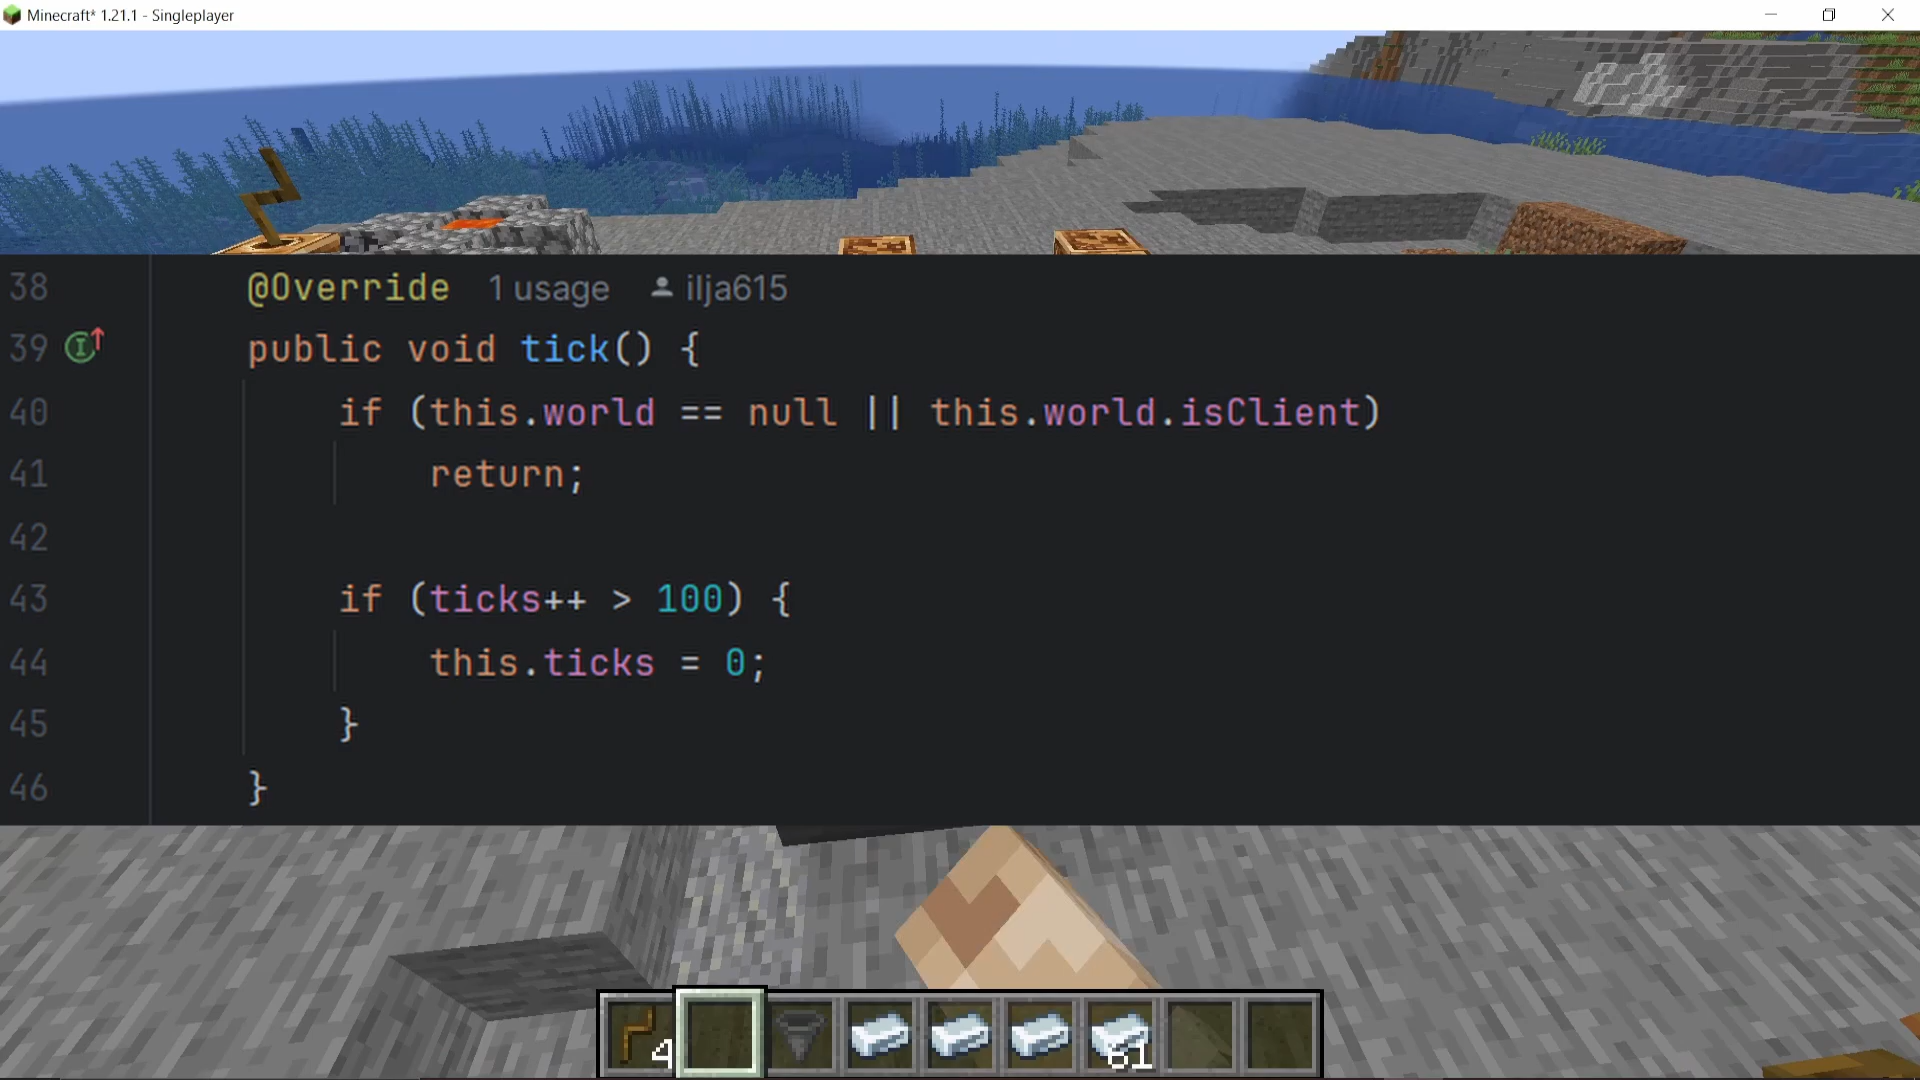 Minecraft* 1.21.1 - Singleplayer
38 @Override 1 usage ilja615
39 public void tick() {
40 if (this.world == null || this.world.isClient)
41 return;
42
43 if (ticks++ > 100) {
44 this.ticks = 0;
45 }
46 }
4 61